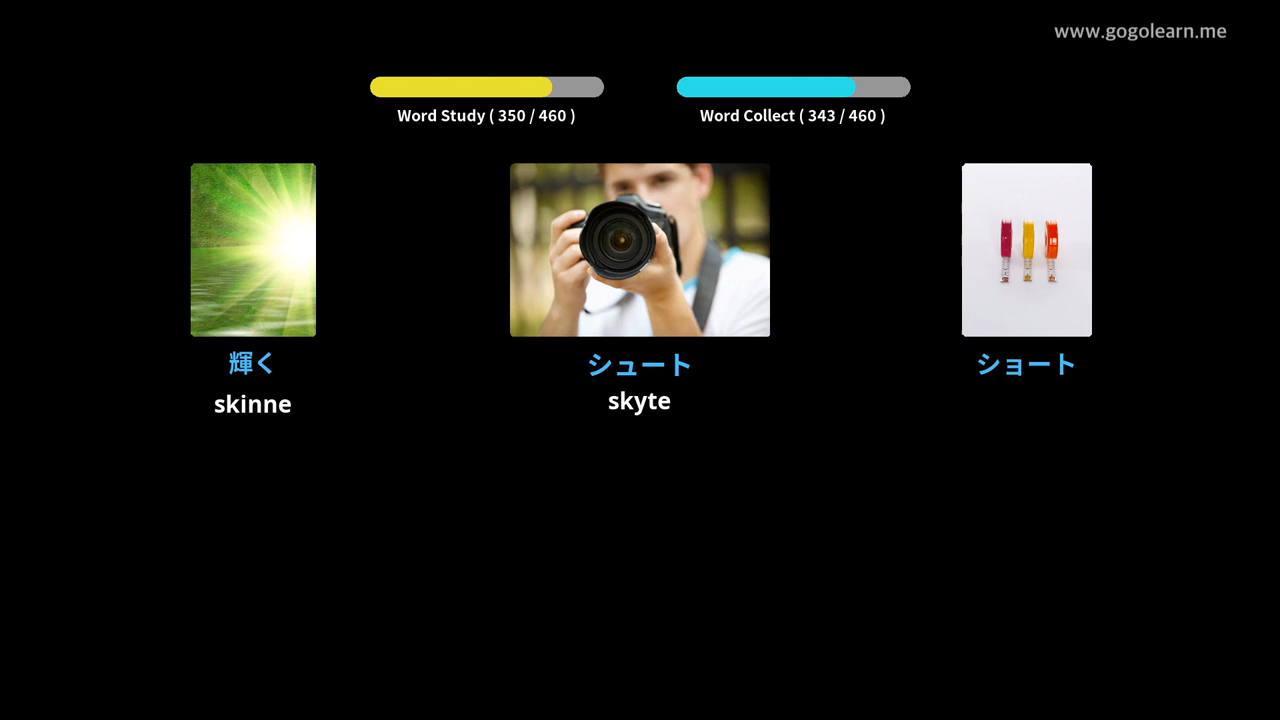 www.gogolearn.me
Word Study ( 350 / 460 )
Word Collect ( 343 / 460 )
輝く
シュート
ショート
skinne
skyte